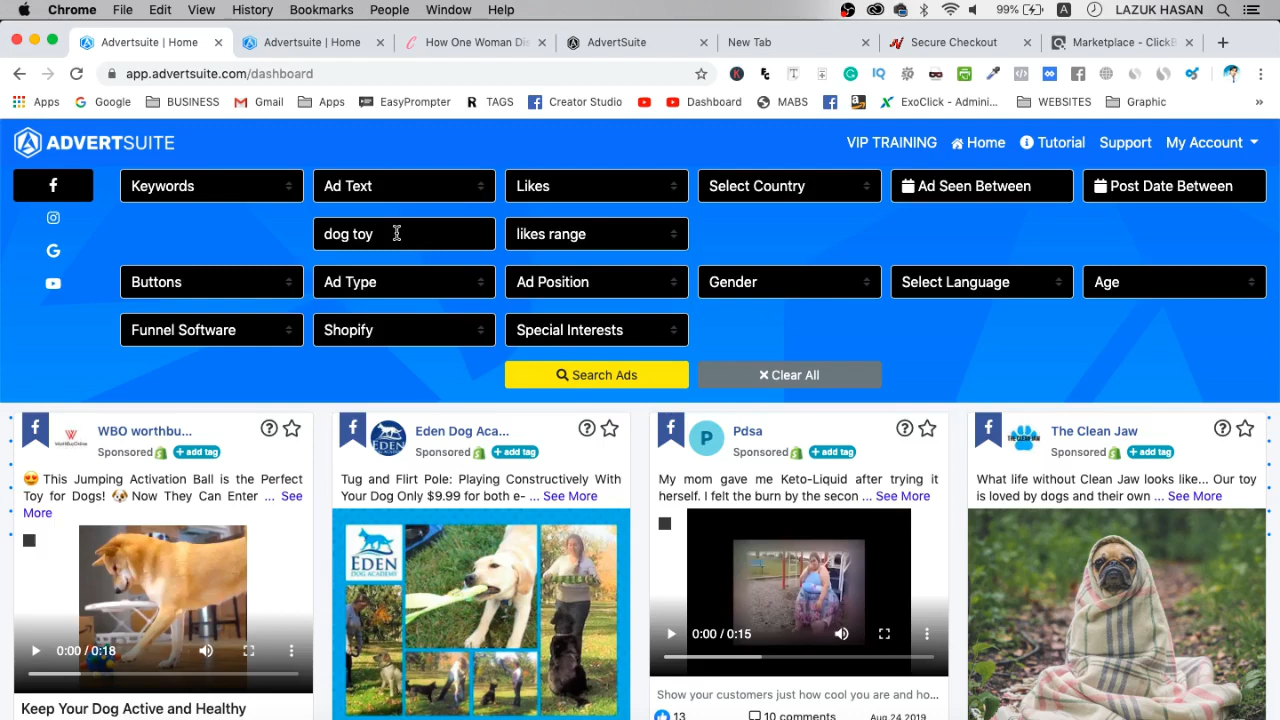 Chrome File Edit View History Bookmarks People Window Help 99% A LAZUK HASAN
Advertsuite | Home Advertsuite | Home How One Woman Di AdvertSuite New Tab Secure Checkout Marketplace - ClickB
app.advertsuite.com/dashboard
Apps Google BUSINESS Gmail Apps EasyPrompter R TAGS Creator Studio Dashboard MABS ExoClick - Admini... WEBSITES Graphic »
ADVERTSUITE VIP TRAINING Home Tutorial Support My Account
Keywords Ad Text Likes Select Country Ad Seen Between Post Date Between
dog toy likes range
Buttons Ad Type Ad Position Gender Select Language Age
Funnel Software Shopify Special Interests
Search Ads Clear All
WBO worthbu...
Sponsored + add tag
😍 This Jumping Activation Ball is the Perfect
Toy for Dogs! 🐶 Now They Can Enter ... See
More
0:00 / 0:18
Keep Your Dog Active and Healthy
Eden Dog Aca...
Sponsored + add tag
Tug and Flirt Pole: Playing Constructively With
Your Dog Only $9.99 for both e- ... See More
EDEN
DOG ACADEMY
P Pdsa
Sponsored + add tag
My mom gave me Keto-Liquid after trying it
herself. I felt the burn by the secon ... See More
0:00 / 0:15
Show your customers just how cool you are and ho...
13 10 comments Aug 24 2019
The Clean Jaw
Sponsored + add tag
What life without Clean Jaw looks like... Our toy
is loved by dogs and their own ... See More